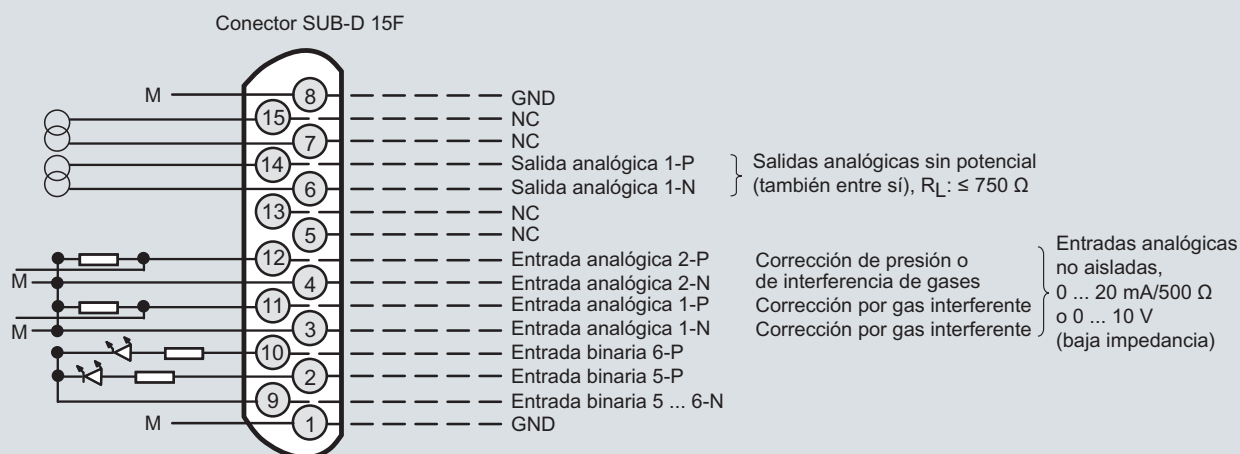 Conector SUB-D 15F
M 8 GND
15 NC
7 NC
14 Salida analógica 1-P
6 Salida analógica 1-N
Salidas analógicas sin potencial
(también entre sí), RL: ≤ 750 Ω
13 NC
5 NC
12 Entrada analógica 2-P
M 4 Entrada analógica 2-N
11 Entrada analógica 1-P
M 3 Entrada analógica 1-N
Corrección de presión o
de interferencia de gases
Corrección por gas interferente
Corrección por gas interferente
Entradas analógicas
no aisladas,
0 ... 20 mA/500 Ω
o 0 ... 10 V
(baja impedancia)
10 Entrada binaria 6-P
2 Entrada binaria 5-P
9 Entrada binaria 5 ... 6-N
M 1 GND